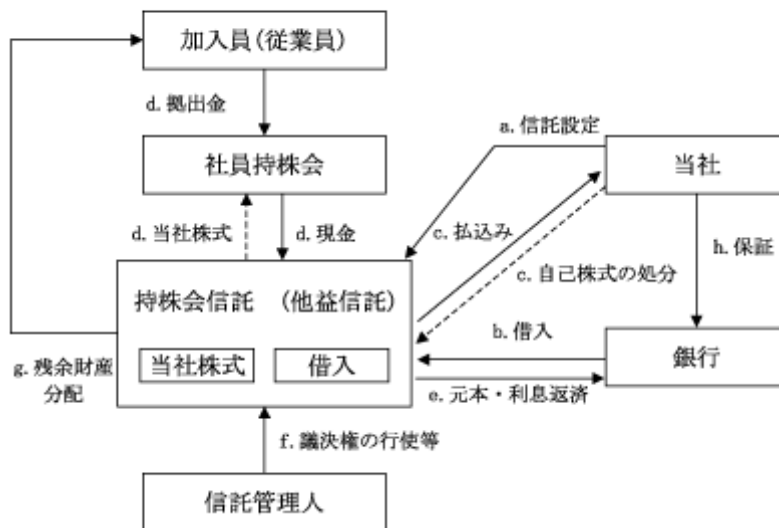 加入員(従業員)
d. 拠出金
a. 信託設定
社員持株会
当社
d. 当社株式
d. 現金
c. 払込み
h. 保証
c. 自己株式の処分
持株会信託 (他益信託)
b. 借入
当社株式
借入
銀行
g. 残余財産
分配
e. 元本・利息返済
f. 議決権の行使等
信託管理人